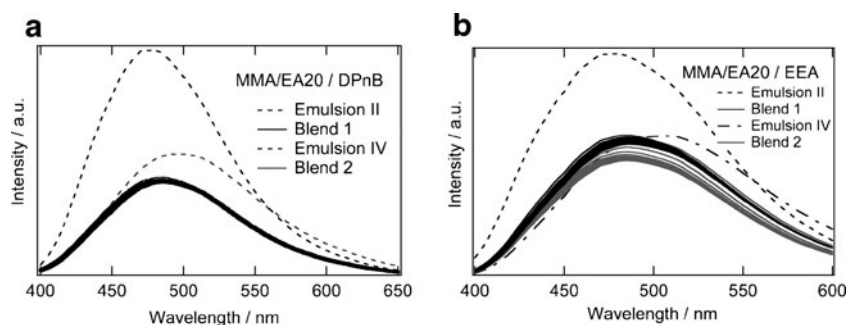 a
MMA/EA20 / DPnB
Emulsion II
Blend 1
Emulsion IV
Blend 2
Intensity / a.u.
400 450 500 550 600 650
Wavelength / nm
b
MMA/EA20 / EEA
Emulsion II
Blend 1
Emulsion IV
Blend 2
Intensity / a.u.
400 450 500 550 600
Wavelength / nm